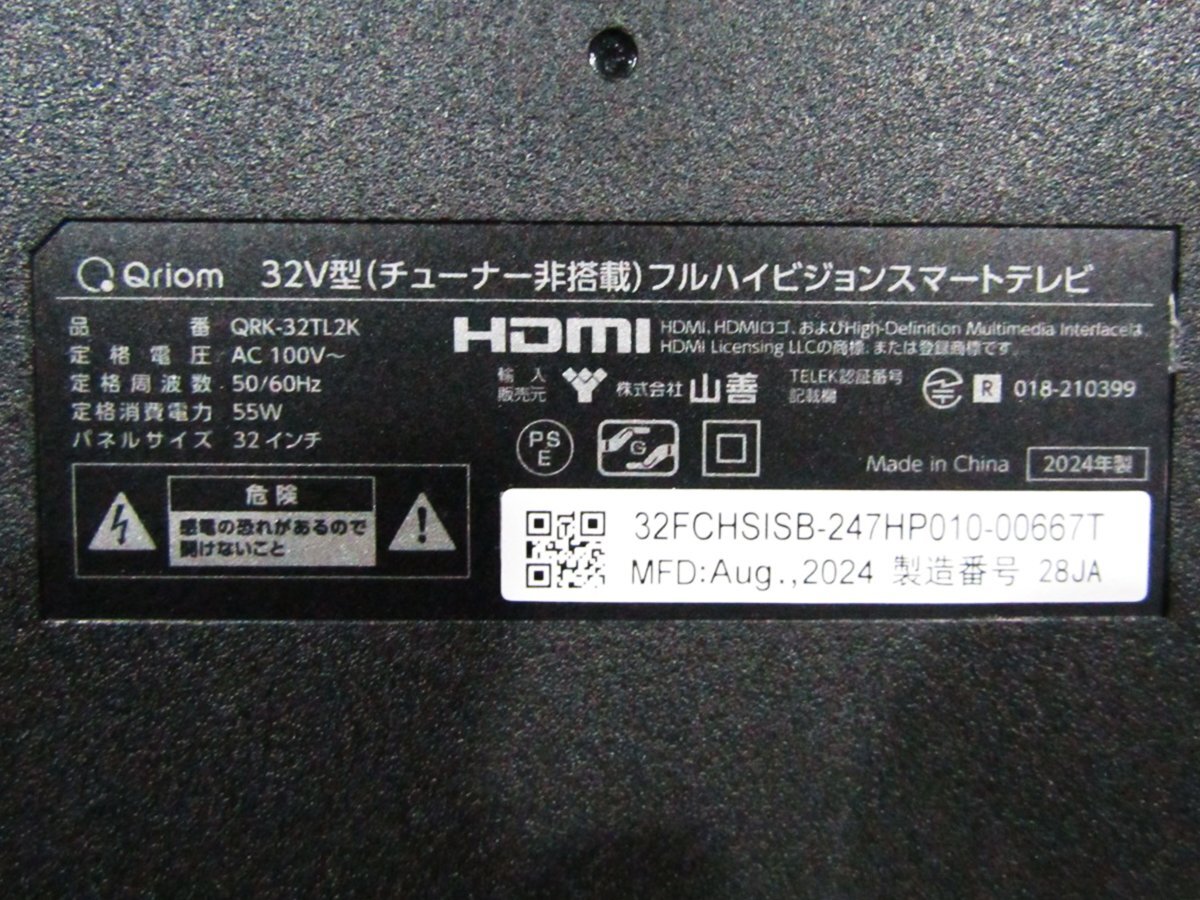 Qriom 32V型(チューナー非搭載)フルハイビジョンスマートテレビ
品番 QRK-32TL2K
定格電圧 AC 100V～
定格周波数 50/60Hz
定格消費電力 55W
パネルサイズ 32インチ
HDMI
HDMI、HDMIロゴ、およびHigh-Definition Multimedia Interfaceは、
HDMI Licensing LLCの商標、または登録商標です。
輸入
販売元
株式会社 山善
TELEK認証番号
記載欄
R 018-210399
PS
E
G
Made in China 2024年製
危険
感電の恐れがあるので
開けないこと
32FCHSISB-247HP010-00667T
MFD:Aug.,2024 製造番号 28JA